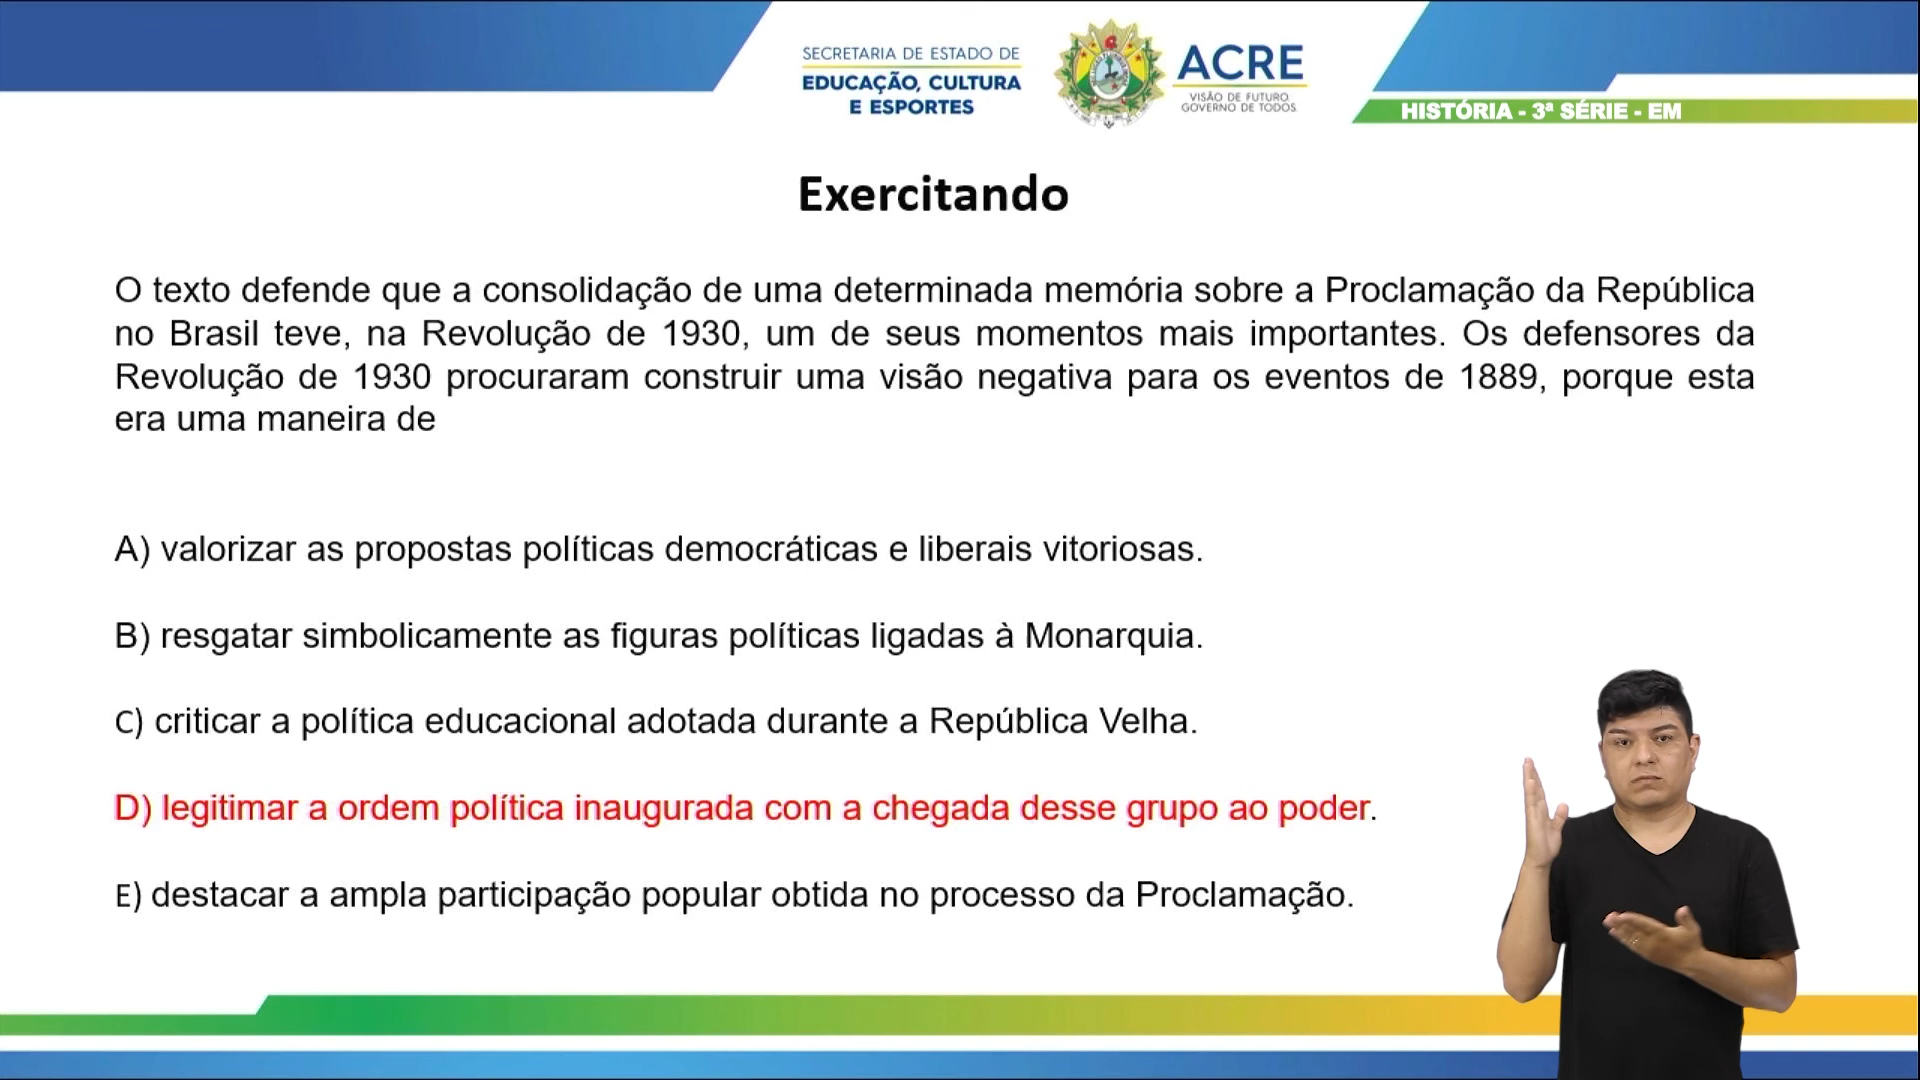 SECRETARIA DE ESTADO DE
EDUCAÇÃO, CULTURA
E ESPORTES
ACRE
VISÃO DE FUTURO.
GOVERNO DE TODOS.
HISTÓRIA - 3ª SÉRIE - EM
Exercitando
O texto defende que a consolidação de uma determinada memória sobre a Proclamação da República
no Brasil teve, na Revolução de 1930, um de seus momentos mais importantes. Os defensores da
Revolução de 1930 procuraram construir uma visão negativa para os eventos de 1889, porque esta
era uma maneira de
A) valorizar as propostas políticas democráticas e liberais vitoriosas.
B) resgatar simbolicamente as figuras políticas ligadas à Monarquia.
C) criticar a política educacional adotada durante a República Velha.
D) legitimar a ordem política inaugurada com a chegada desse grupo ao poder.
E) destacar a ampla participação popular obtida no processo da Proclamação.